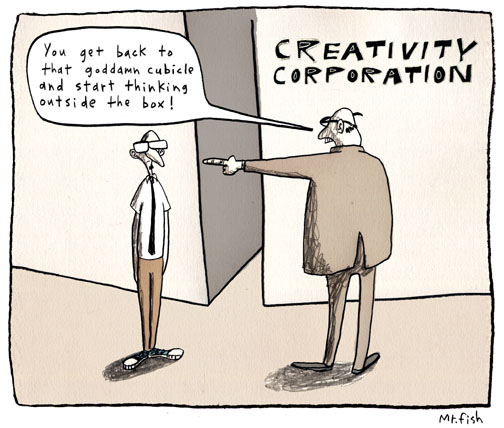 You get back to
that goddamn cubicle
and start thinking
outside the box!
CREATIVITY
CORPORATION
Mr. fish